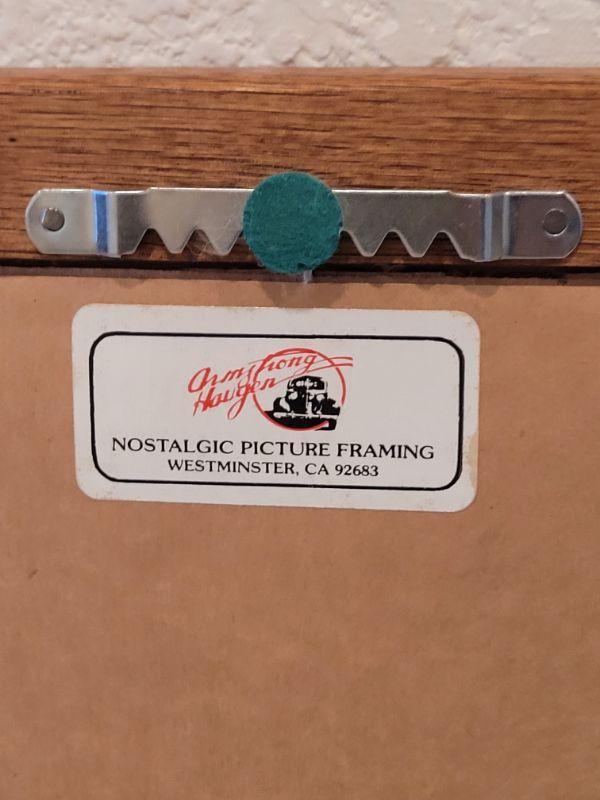 Armstrong
Haugen
NOSTALGIC PICTURE FRAMING
WESTMINSTER, CA 92683